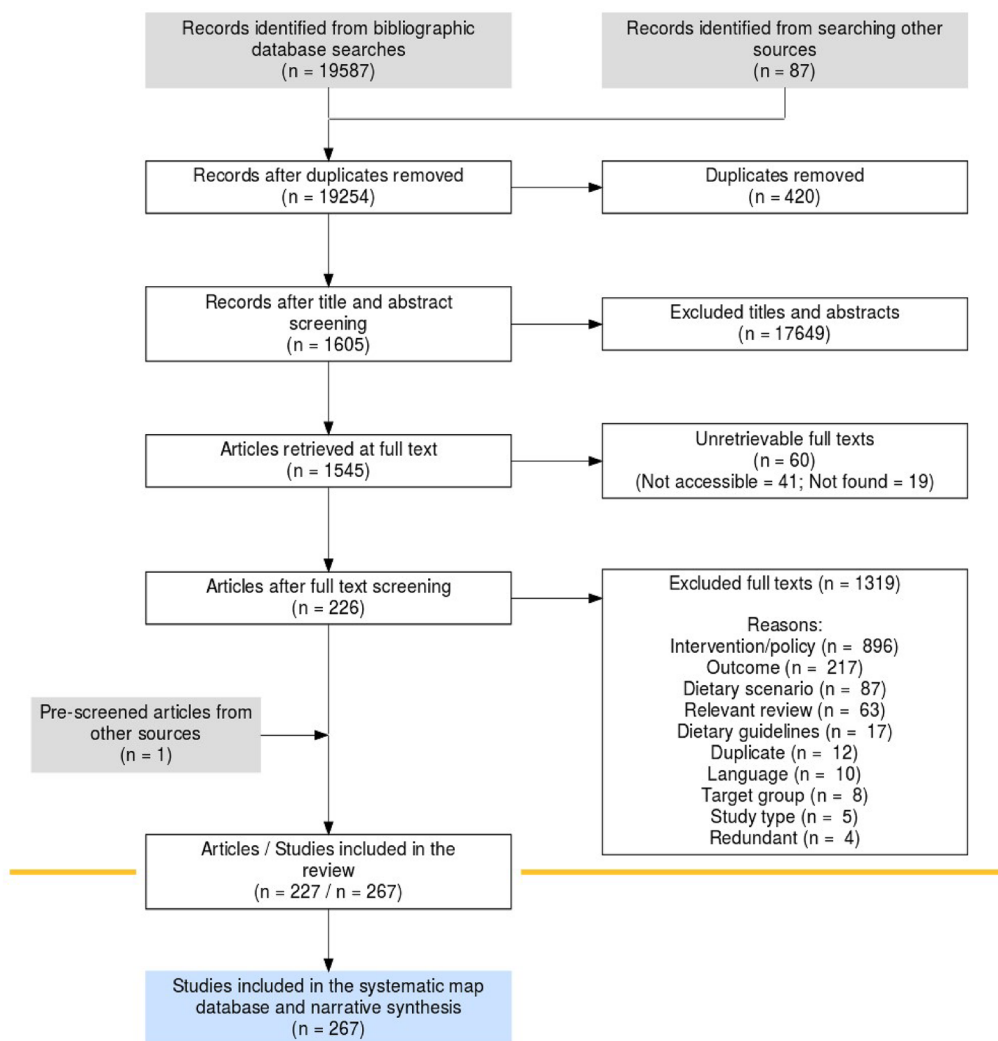 Records identified from bibliographic
database searches
(n = 19587)
Records identified from searching other
sources
(n = 87)
Records after duplicates removed
(n = 19254)
Duplicates removed
(n = 420)
Records after title and abstract
screening
(n = 1605)
Excluded titles and abstracts
(n = 17649)
Articles retrieved at full text
(n = 1545)
Unretrievable full texts
(n = 60)
(Not accessible = 41; Not found = 19)
Articles after full text screening
(n = 226)
Excluded full texts (n = 1319)
Reasons:
Intervention/policy (n = 896)
Outcome (n = 217)
Dietary scenario (n = 87)
Relevant review (n = 63)
Dietary guidelines (n = 17)
Duplicate (n = 12)
Language (n = 10)
Target group (n = 8)
Study type (n = 5)
Redundant (n = 4)
Pre-screened articles from
other sources
(n = 1)
Articles / Studies included in the
review
(n = 227 / n = 267)
Studies included in the systematic map
database and narrative synthesis
(n = 267)